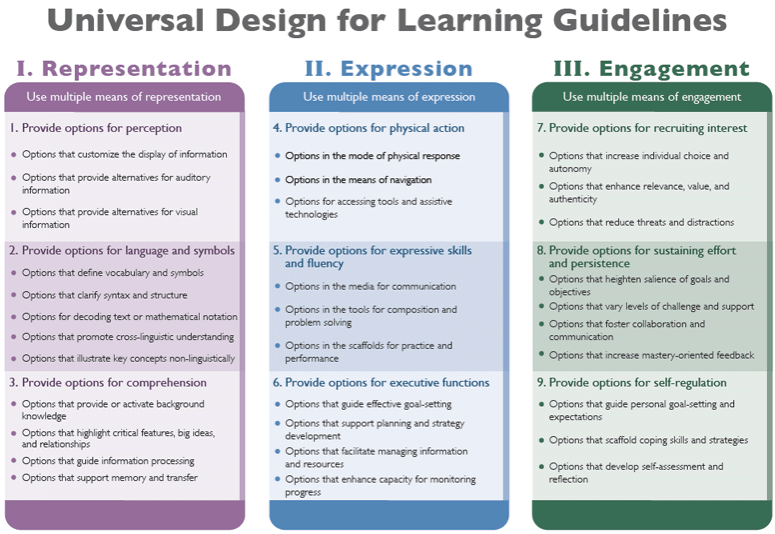 Universal Design for Learning Guidelines
I. Representation
Use multiple means of representation
1. Provide options for perception
• Options that customize the display of information
• Options that provide alternatives for auditory
information
• Options that provide alternatives for visual
information
2. Provide options for language and symbols
• Options that define vocabulary and symbols
• Options that clarify syntax and structure
• Options for decoding text or mathematical notation
• Options that promote cross-linguistic understanding
• Options that illustrate key concepts non-linguistically
3. Provide options for comprehension
• Options that provide or activate background
knowledge
• Options that highlight critical features, big ideas,
and relationships
• Options that guide information processing
• Options that support memory and transfer
II. Expression
Use multiple means of expression
4. Provide options for physical action
• Options in the mode of physical response
• Options in the means of navigation
• Options for accessing tools and assistive
technologies
5. Provide options for expressive skills
and fluency
• Options in the media for communication
• Options in the tools for composition and
problem solving
• Options in the scaffolds for practice and
performance
6. Provide options for executive functions
• Options that guide effective goal-setting
• Options that support planning and strategy
development
• Options that facilitate managing information
and resources
• Options that enhance capacity for monitoring
progress
III. Engagement
Use multiple means of engagement
7. Provide options for recruiting interest
• Options that increase individual choice and
autonomy
• Options that enhance relevance, value, and
authenticity
• Options that reduce threats and distractions
8. Provide options for sustaining effort
and persistence
• Options that heighten salience of goals and
objectives
• Options that vary levels of challenge and support
• Options that foster collaboration and
communication
• Options that increase mastery-oriented feedback
9. Provide options for self-regulation
• Options that guide personal goal-setting and
expectations
• Options that scaffold coping skills and strategies
• Options that develop self-assessment and
reflection